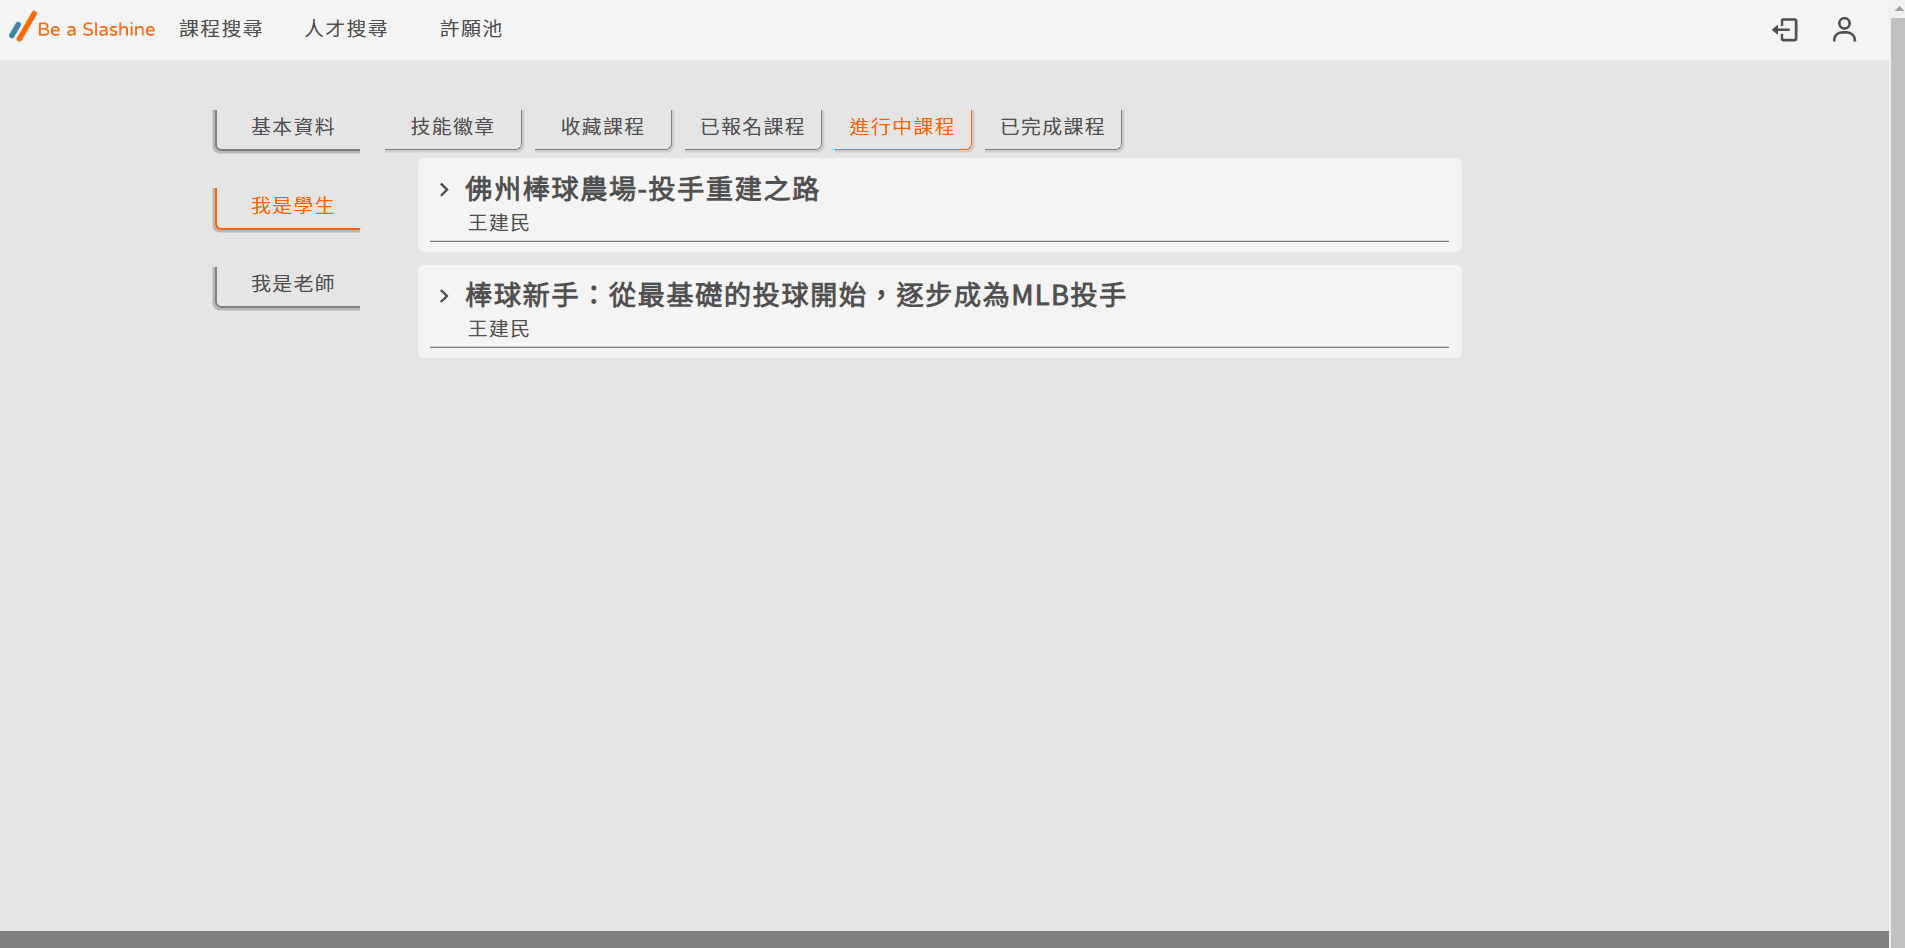 Be a Slashine 課程搜尋 人才搜尋 許願池
基本資料 技能徽章 收藏課程 已報名課程 進行中課程 已完成課程
佛州棒球農場-投手重建之路
王建民
我是學生
我是老師
棒球新手：從最基礎的投球開始，逐步成為MLB投手
王建民